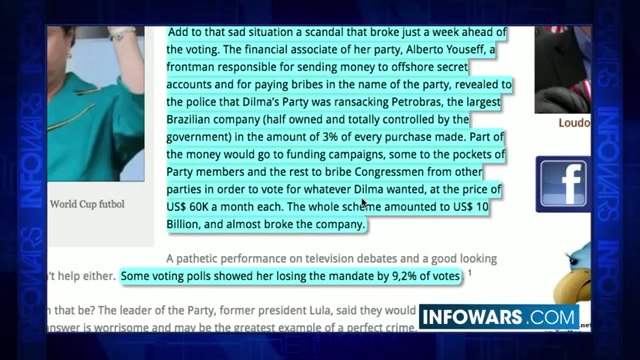 Add to that sad situation a scandal that broke just a week ahead of
the voting. The financial associate of her party, Alberto Youseff, a
frontman responsible for sending money to offshore secret
accounts and for paying bribes in the name of the party, revealed to
the police that Dilma's Party was ransacking Petrobras, the largest
Brazilian company (half owned and totally controlled by the
government) in the amount of 3% of every purchase made. Part of
the money would go to funding campaigns, some to the pockets of
Party members and the rest to bribe Congressmen from other
parties in order to vote for whatever Dilma wanted, at the price of
US$ 60K a month each. The whole scheme amounted to US$ 10
Billion, and almost broke the company.
World Cup futbol
Loudo
f
A pathetic performance on television debates and a good looking
't help either. Some voting polls showed her losing the mandate by 9,2% of votes 1
n that be? The leader of the Party, former president Lula, said they would
answer is worrisome and may be the greatest example of a perfect crime.
INFOWARS.COM
INFOWARS
INFOWARS